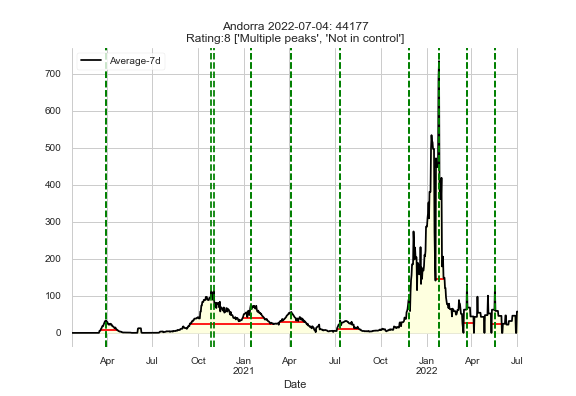 Andorra 2022-07-04: 44177
Rating:8 ['Multiple peaks', 'Not in control']
Average-7d
700
600
500
400
300
200
100
0
Apr Jul Oct Jan Apr Jul Oct Jan Apr Jul
2021 2022
Date